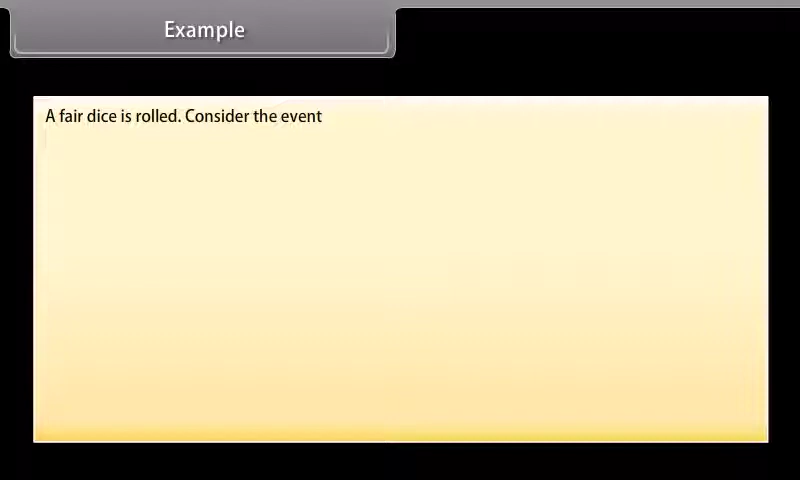 Example
A fair dice is rolled. Consider the event